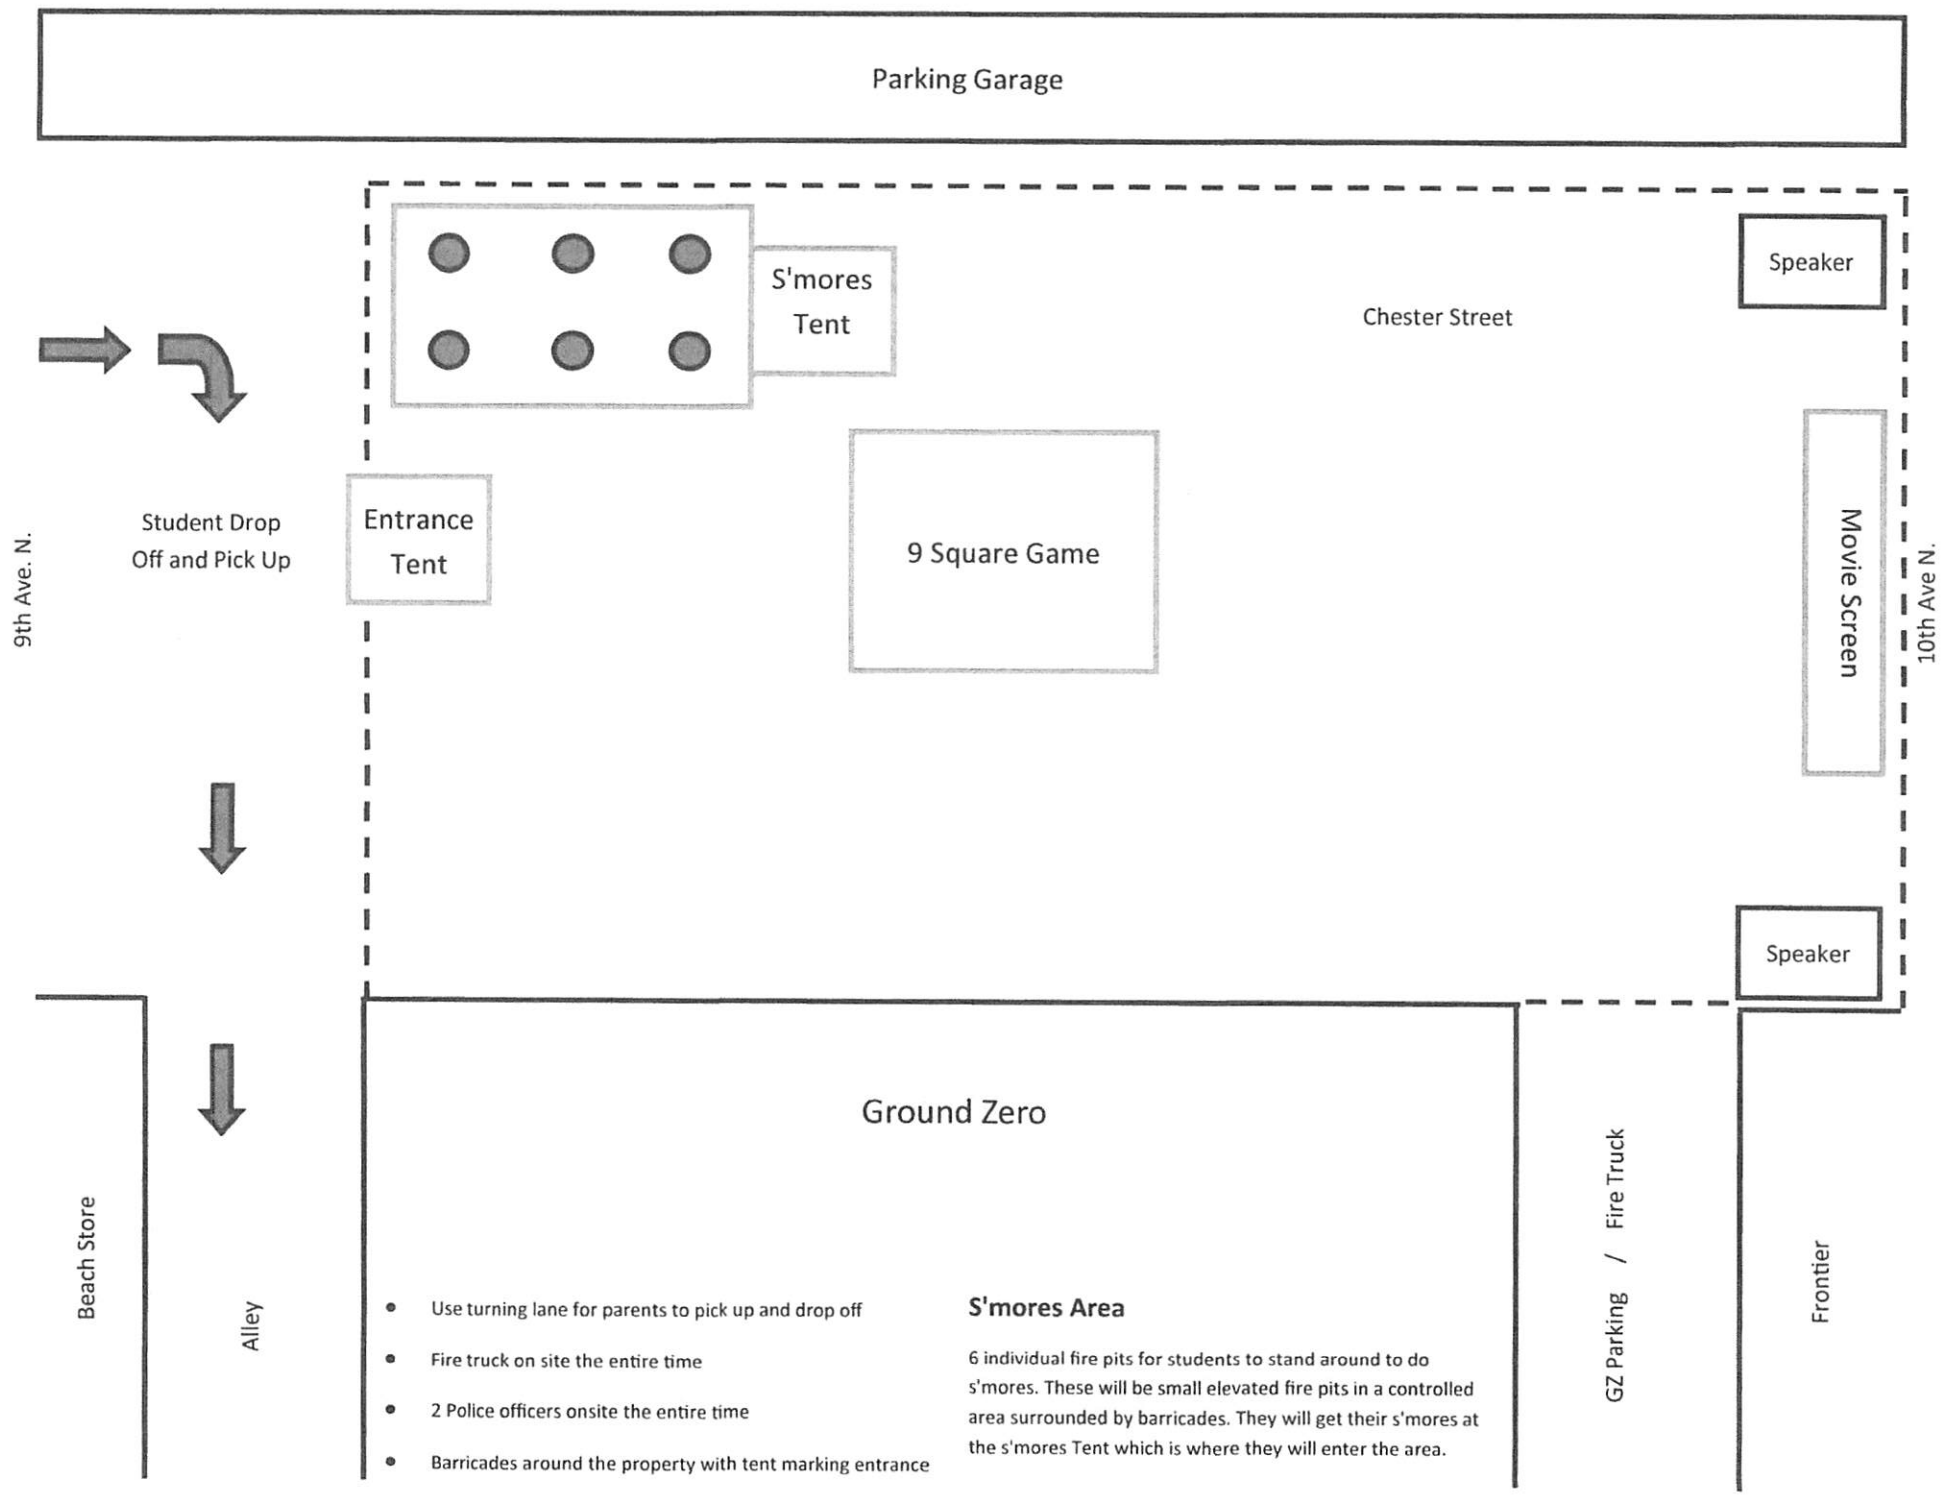 Parking Garage
Speaker
S'mores
Tent
Chester Street
Student Drop
Off and Pick Up
Entrance
Tent
9 Square Game
Movie Screen
9th Ave. N.
10th Ave N.
Speaker
Ground Zero
Beach Store
Alley
GZ Parking / Fire Truck
Frontier
Use turning lane for parents to pick up and drop off
Fire truck on site the entire time
2 Police officers onsite the entire time
Barricades around the property with tent marking entrance
S'mores Area
6 individual fire pits for students to stand around to do
s'mores. These will be small elevated fire pits in a controlled
area surrounded by barricades. They will get their s'mores at
the s'mores Tent which is where they will enter the area.